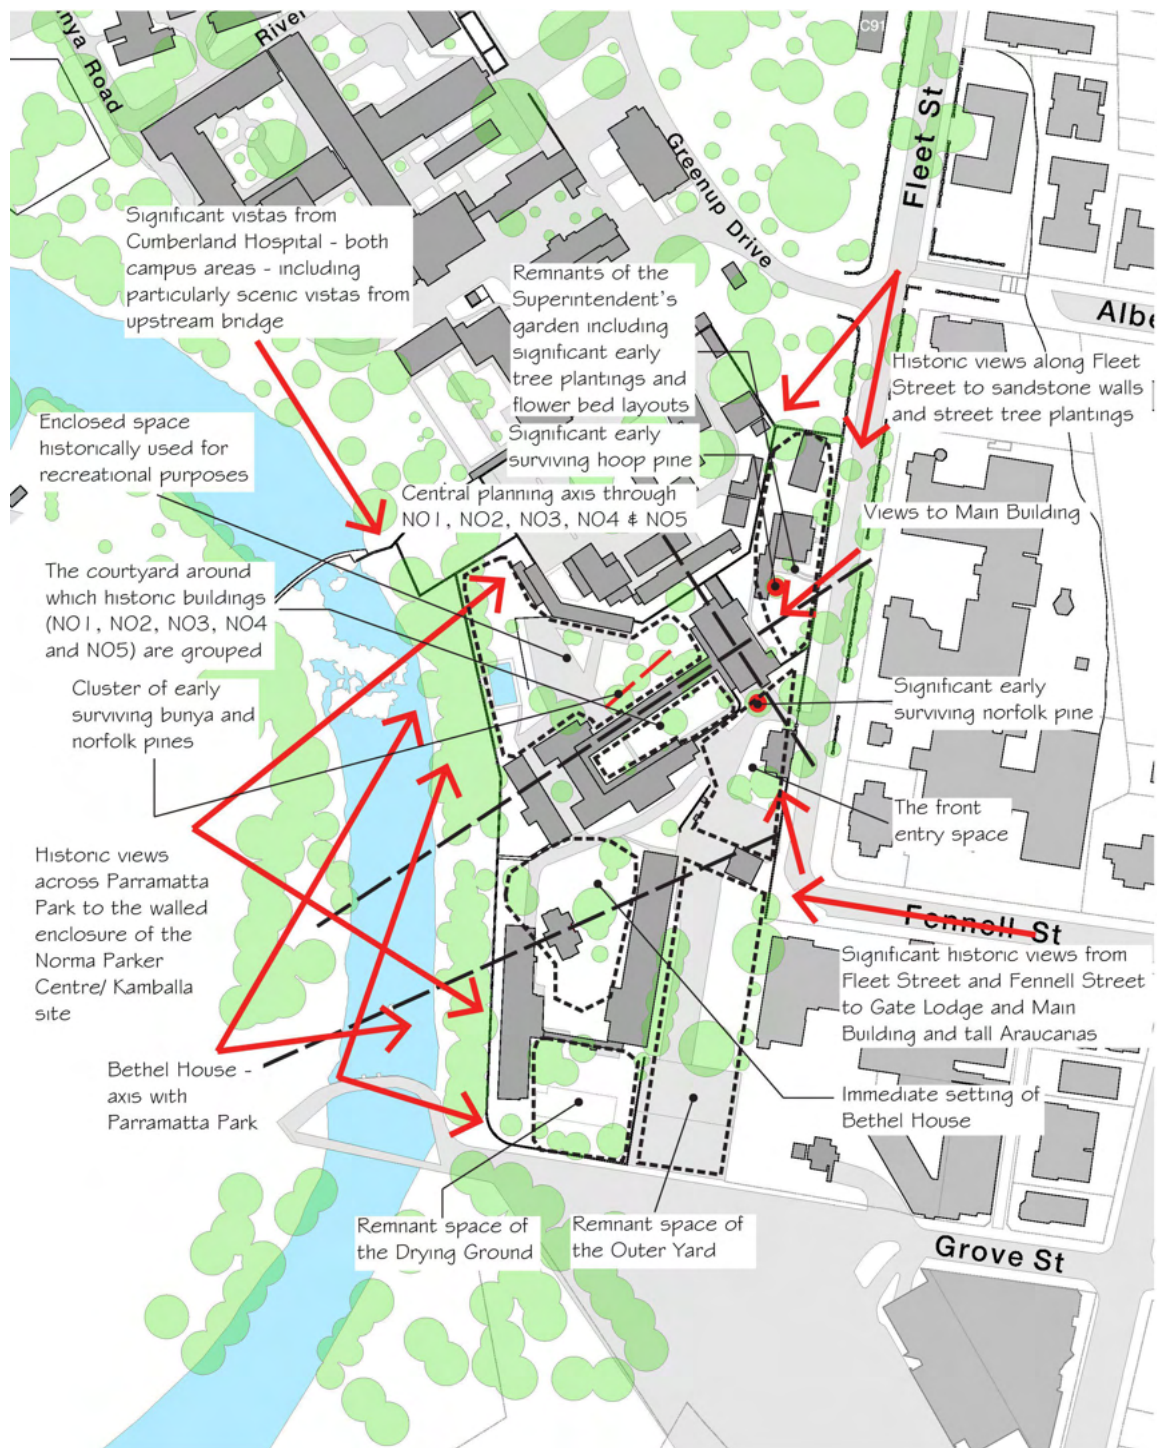 nya Road
River
C91
Fleet St
Greenup Drive
Significant vistas from
Cumberland Hospital - both
campus areas - including
particularly scenic vistas from
upstream bridge
Remnants of the
Superintendent's
garden including
significant early
tree plantings and
flower bed layouts
Albe
Historic views along Fleet
Street to sandstone walls
and street tree plantings
Enclosed space
historically used for
recreational purposes
Significant early
surviving hoop pine
Central planning axis through
NO1, NO2, NO3, NO4 & NO5
Views to Main Building
The courtyard around
which historic buildings
(NO1, NO2, NO3, NO4
and NO5) are grouped
Cluster of early
surviving bunya and
norfolk pines
Significant early
surviving norfolk pine
The front
entry space
Historic views
across Parramatta
Park to the walled
enclosure of the
Norma Parker
Centre/ Kamballa
site
Fennell St
Significant historic views from
Fleet Street and Fennell Street
to Gate Lodge and Main
Building and tall Araucarias
Bethel House -
axis with
Parramatta Park
Immediate setting of
Bethel House
Remnant space of
the Drying Ground
Remnant space of
the Outer Yard
Grove St